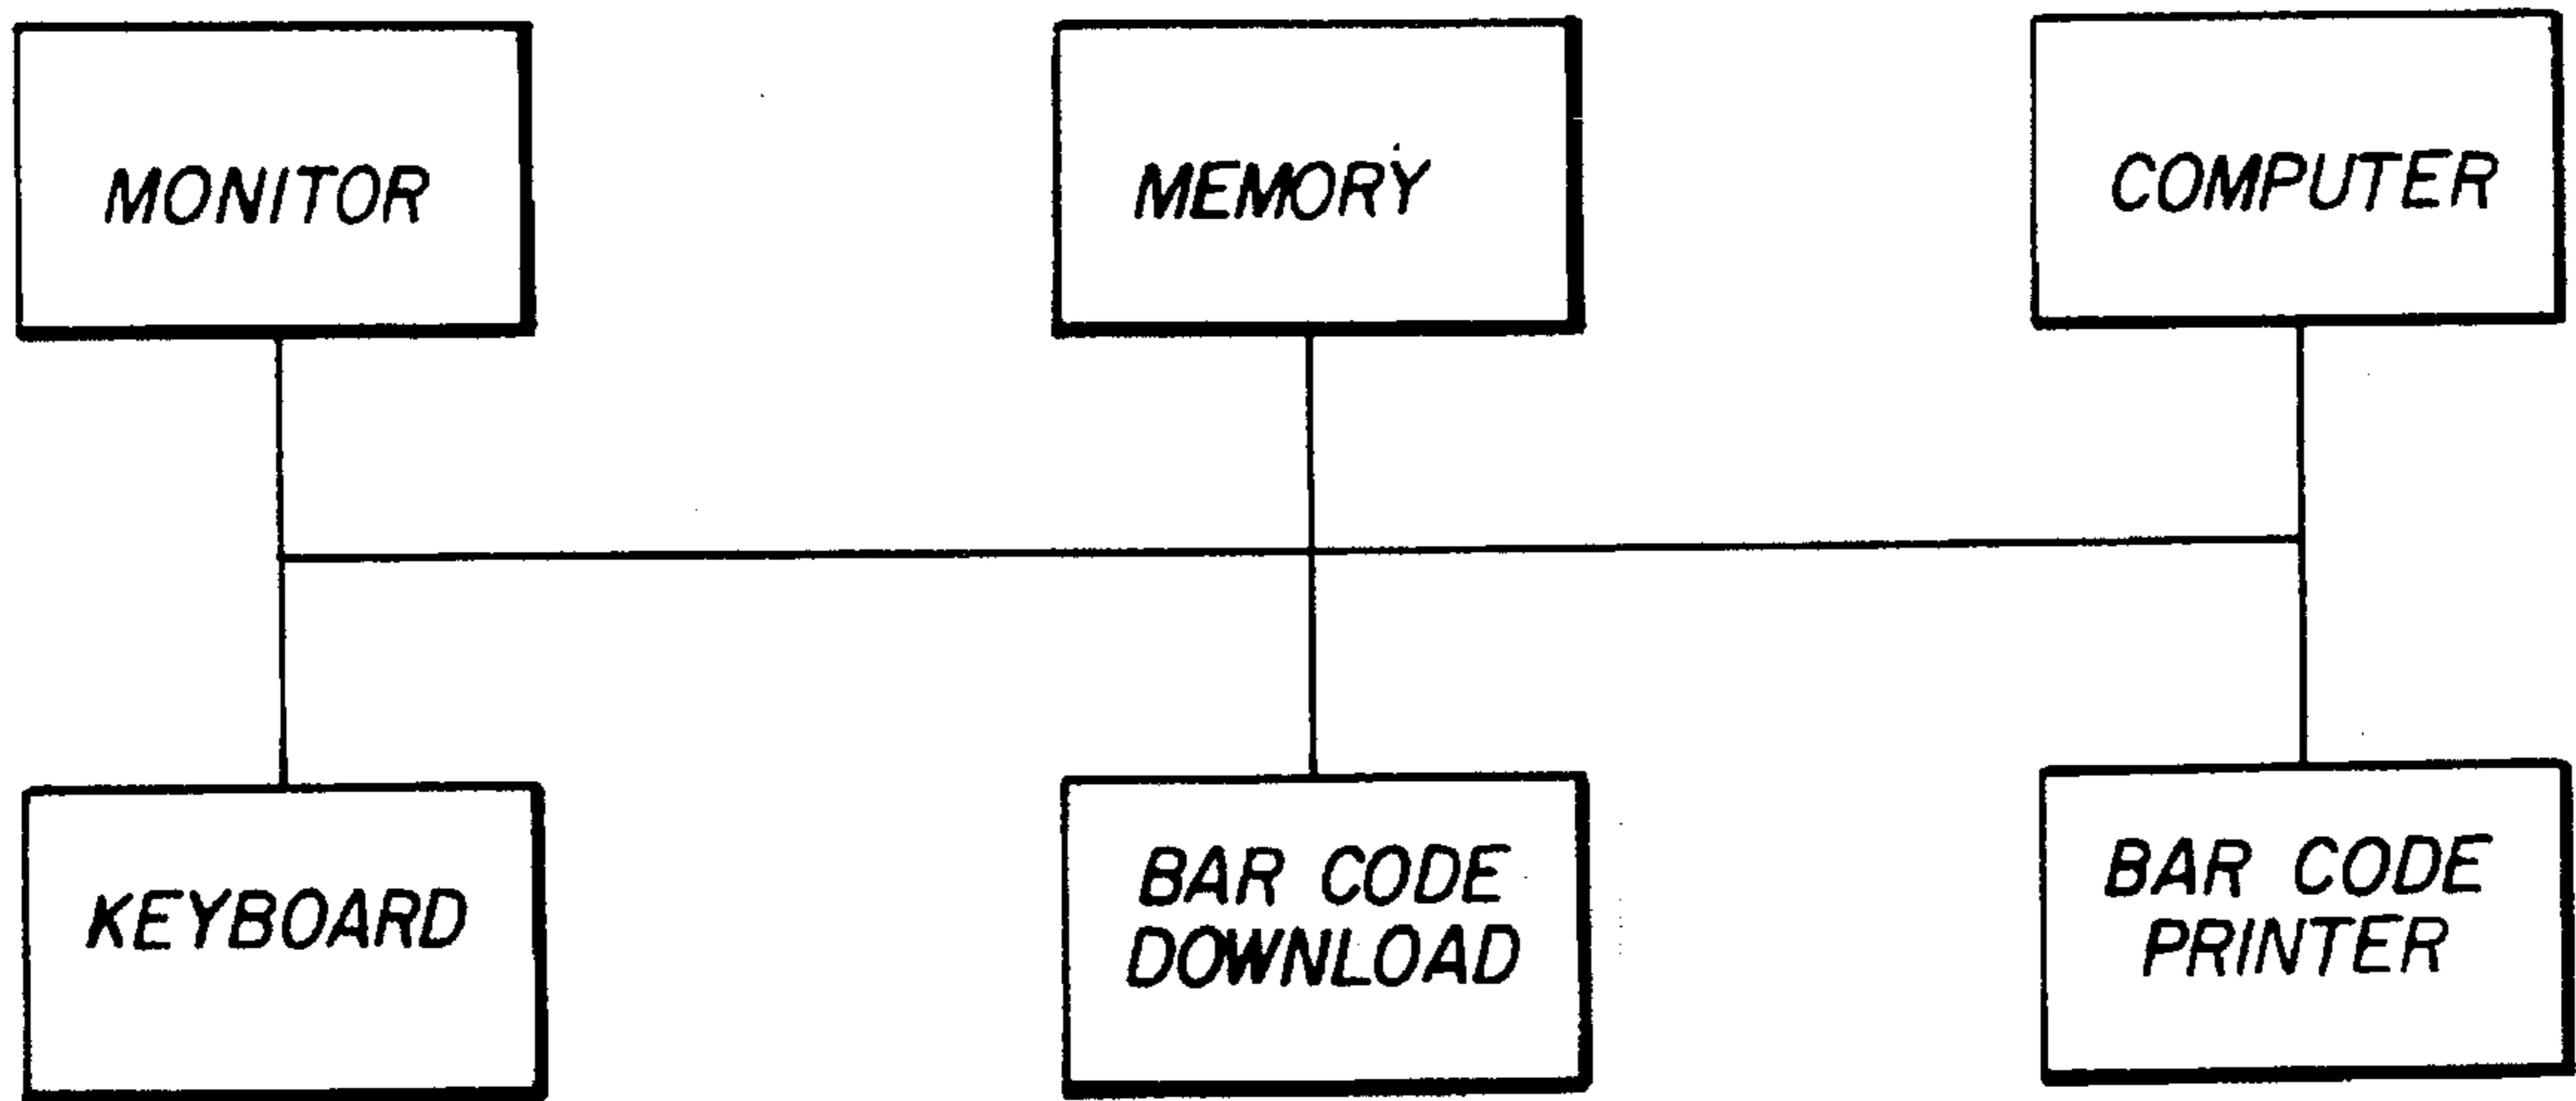 MONITOR
MEMORY
COMPUTER
KEYBOARD
BAR CODE
DOWNLOAD
BAR CODE
PRINTER